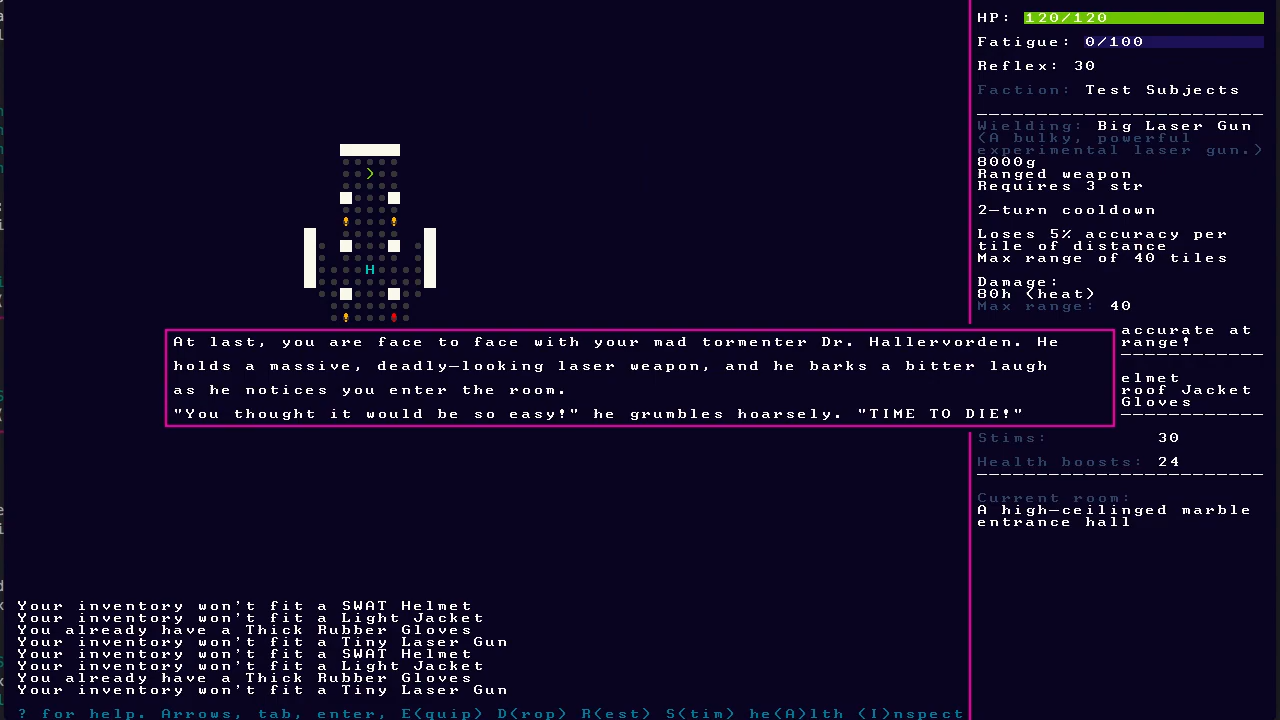 HP: 120/120
Fatigue: 0/100
Reflex: 30
Faction: Test Subjects
Wielding: Big Laser Gun
(A bulky, powerful
experimental laser gun.)
8000g
Ranged weapon
Requires 3 str
2-turn cooldown
Loses 5% accuracy per
tile of distance
Max range of 40 tiles
Damage:
80h (heat)
Max range: 40
accurate at
range!
elmet
roof Jacket
Gloves
Stims: 30
Health boosts: 24
Current room:
A high-ceilinged marble
entrance hall
>
H
At last, you are face to face with your mad tormenter Dr. Hallervorden. He
holds a massive, deadly-looking laser weapon, and he barks a bitter laugh
as he notices you enter the room.
"You thought it would be so easy!" he grumbles hoarsely. "TIME TO DIE!"
Your inventory won't fit a SWAT Helmet
Your inventory won't fit a Light Jacket
You already have a Thick Rubber Gloves
Your inventory won't fit a Tiny Laser Gun
Your inventory won't fit a SWAT Helmet
Your inventory won't fit a Light Jacket
You already have a Thick Rubber Gloves
Your inventory won't fit a Tiny Laser Gun
? for help. Arrows, tab, enter, E(quip) D(rop) R(est) S(tim) he(A)lth (I)nspect